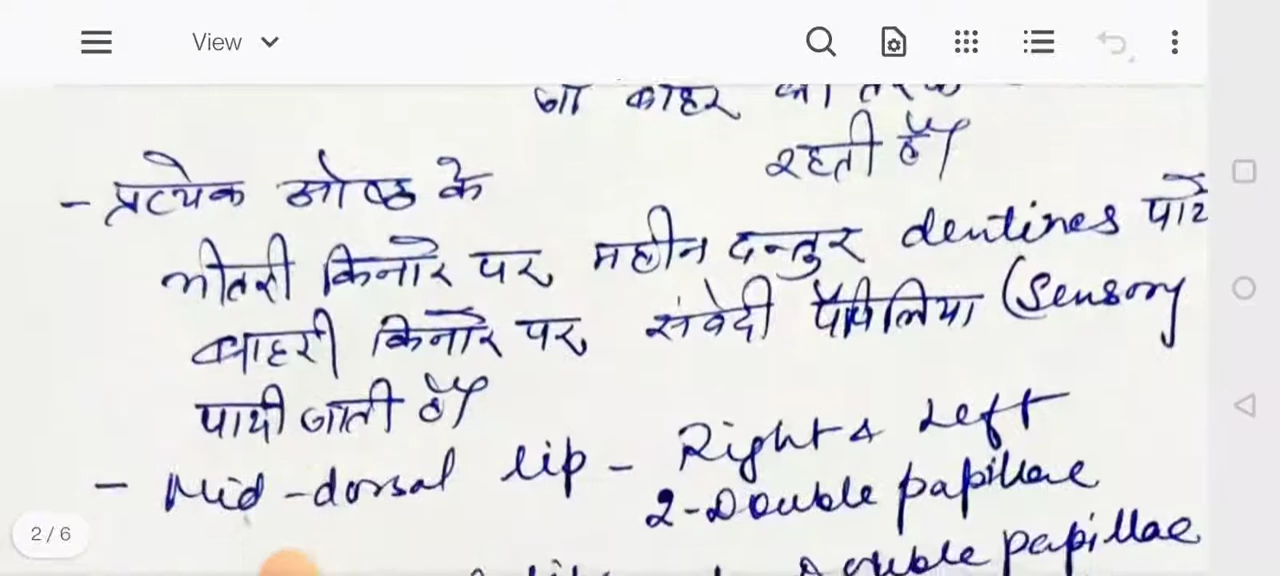 View
रहती हैं।
- प्रत्येक ओष्ठ के
भीतरी किनारे पर महीन दन्तुर dentines पाये
बाहरी किनारे पर संवेदी पैपिलिया (Sensory
पायी जाती हैं।
- Mid-dorsal lip - Right & Left
2-Double papillae
Double papillae
2 / 6